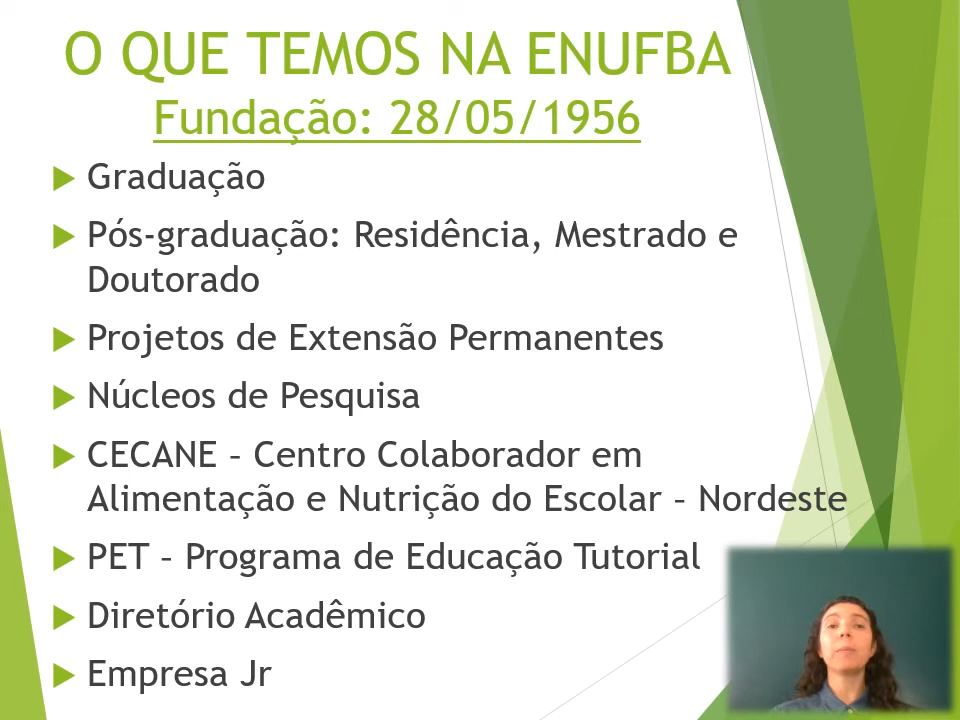 O QUE TEMOS NA ENUFBA
Fundação: 28/05/1956
Graduação
Pós-graduação: Residência, Mestrado e
Doutorado
Projetos de Extensão Permanentes
Núcleos de Pesquisa
CECANE – Centro Colaborador em
Alimentação e Nutrição do Escolar – Nordeste
PET – Programa de Educação Tutorial
Diretório Acadêmico
Empresa Jr